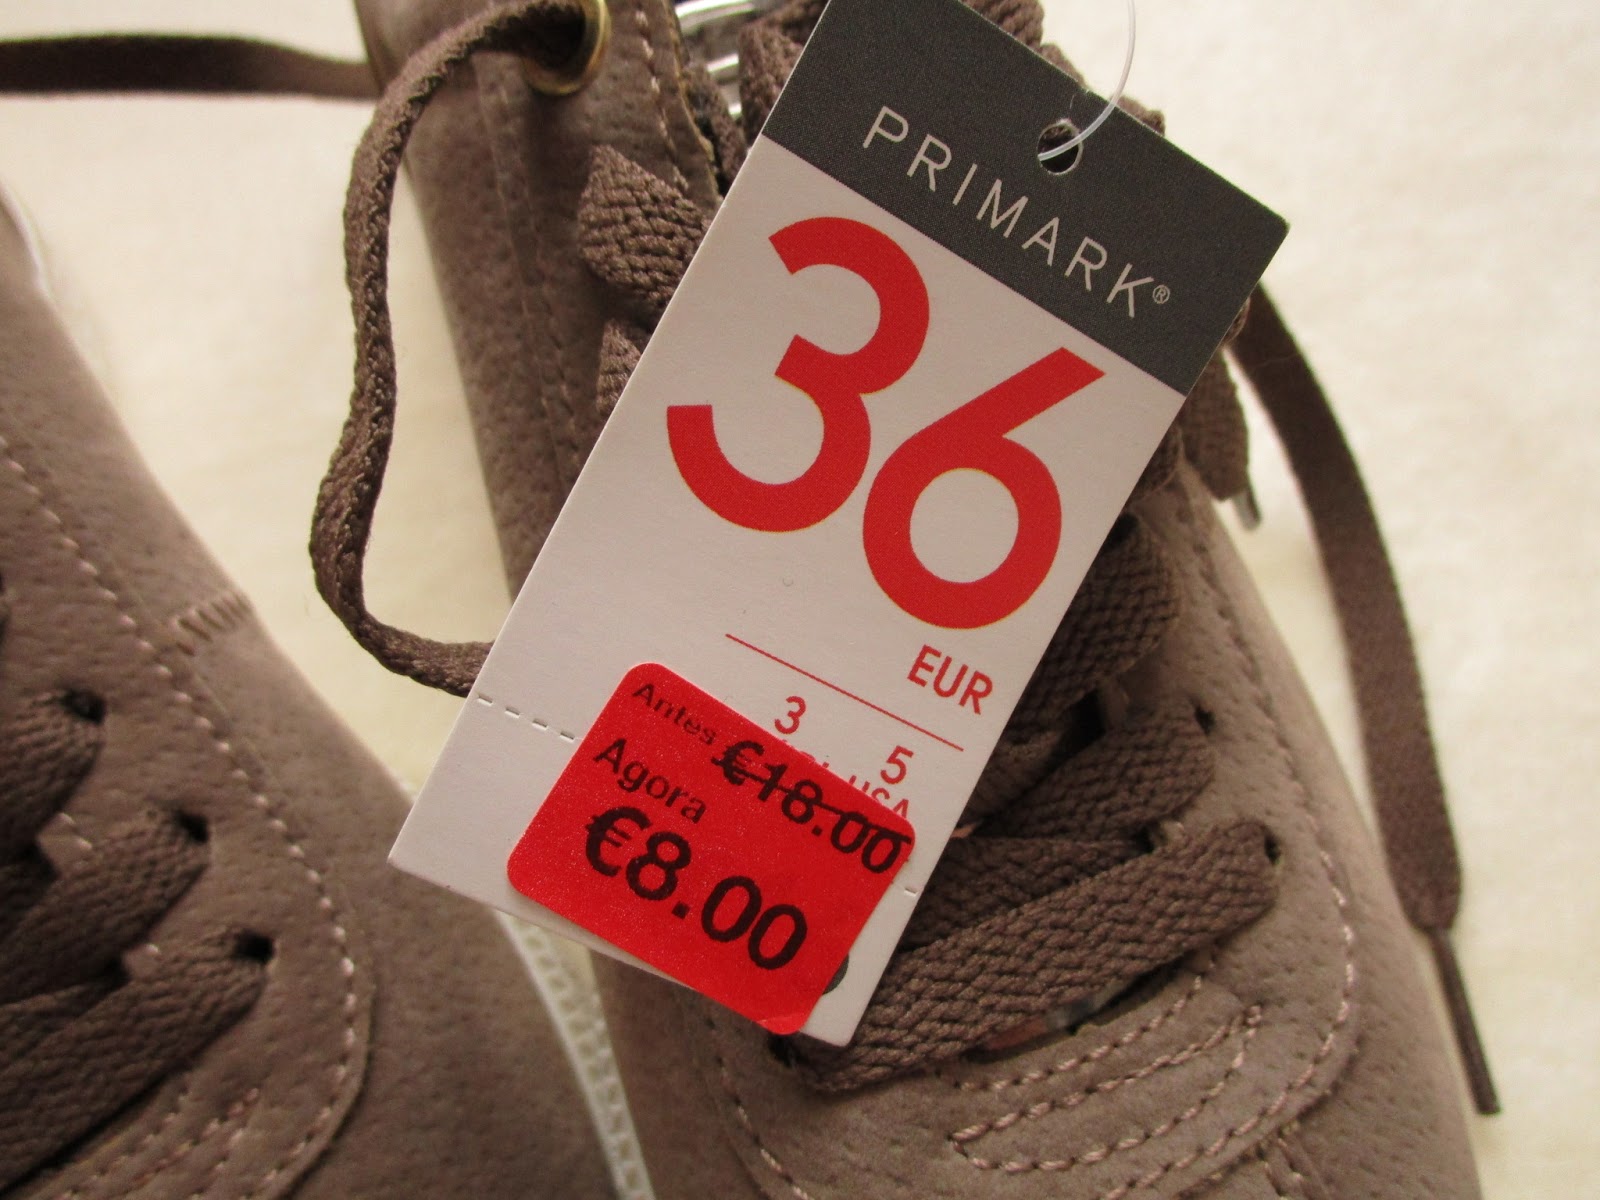 PRIMARK®
36
EUR
3
5
USA
Antes €18.00
Agora
€8.00